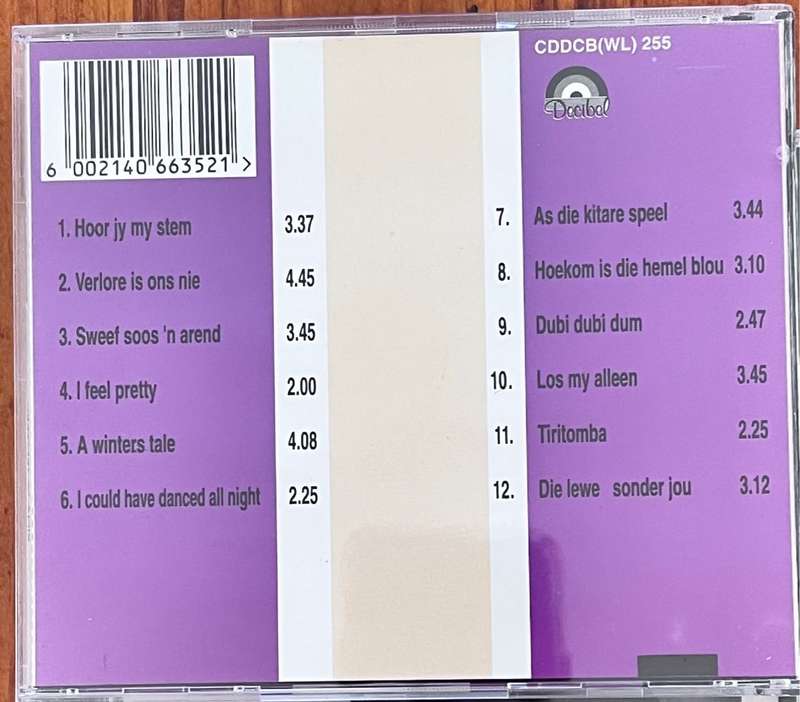 CDDCB(WL) 255
Decibel
6 002140 663521 >
1. Hoor jy my stem 3.37
2. Verlore is ons nie 4.45
3. Sweef soos 'n arend 3.45
4. I feel pretty 2.00
5. A winters tale 4.08
6. I could have danced all night 2.25
7. As die kitare speel 3.44
8. Hoekom is die hemel blou 3.10
9. Dubi dubi dum 2.47
10. Los my alleen 3.45
11. Tiritomba 2.25
12. Die lewe sonder jou 3.12